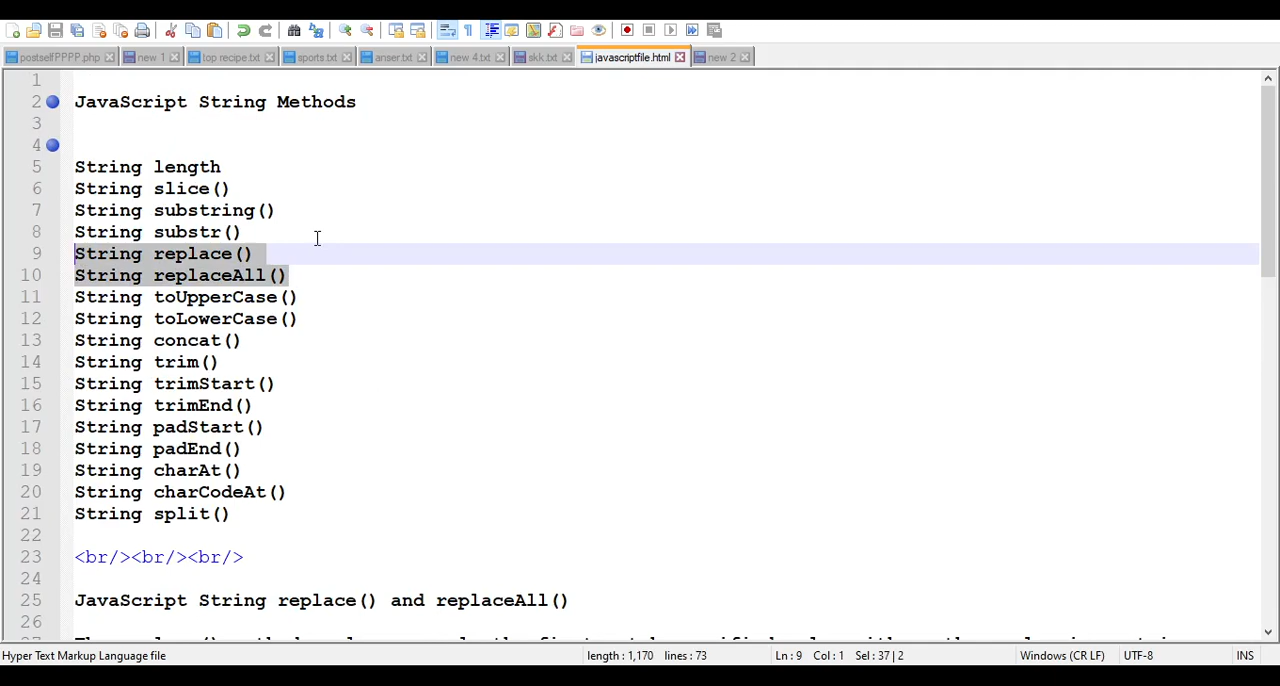 postselfPPPP.php new 1 top recipe.txt sports.txt anser.txt new 4.txt skk.txt javascriptfile.html new 2
1
2 JavaScript String Methods
3
4
5 String length
6 String slice()
7 String substring()
8 String substr()
9 String replace()
10 String replaceAll()
11 String toUpperCase()
12 String toLowerCase()
13 String concat()
14 String trim()
15 String trimStart()
16 String trimEnd()
17 String padStart()
18 String padEnd()
19 String charAt()
20 String charCodeAt()
21 String split()
22
23 <br/><br/><br/>
24
25 JavaScript String replace() and replaceAll()
26
Hyper Text Markup Language file length : 1,170 lines : 73 Ln : 9 Col : 1 Sel : 37 | 2 Windows (CR LF) UTF-8 INS